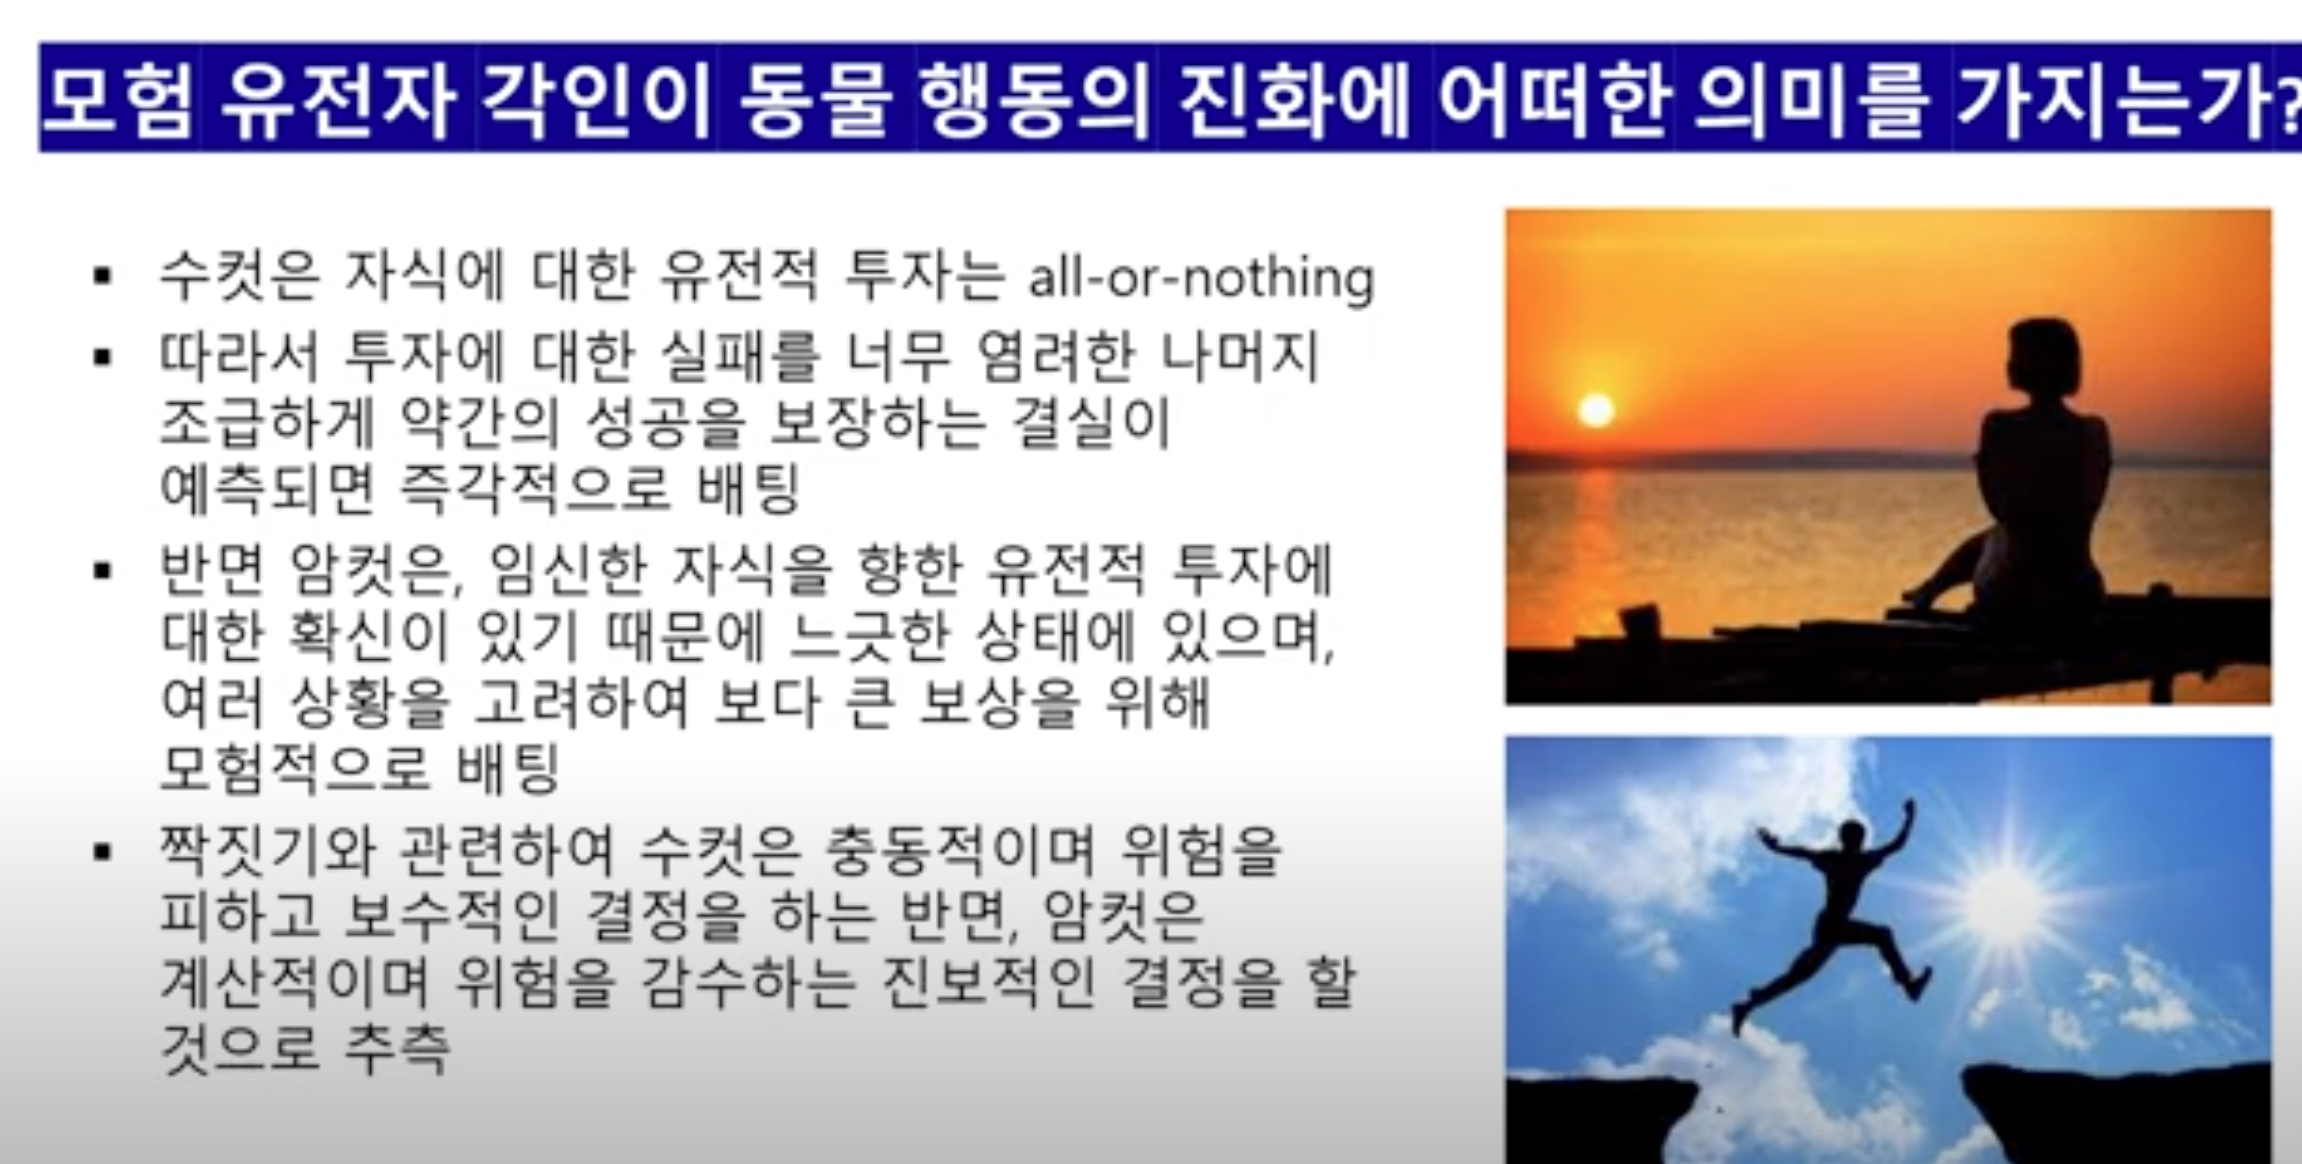 모험 유전자 각인이 동물 행동의 진화에 어떠한 의미를 가지는가?
▪ 수컷은 자식에 대한 유전적 투자는 all-or-nothing
▪ 따라서 투자에 대한 실패를 너무 염려한 나머지
조급하게 약간의 성공을 보장하는 결실이
예측되면 즉각적으로 배팅
▪ 반면 암컷은, 임신한 자식을 향한 유전적 투자에
대한 확신이 있기 때문에 느긋한 상태에 있으며,
여러 상황을 고려하여 보다 큰 보상을 위해
모험적으로 배팅
▪ 짝짓기와 관련하여 수컷은 충동적이며 위험을
피하고 보수적인 결정을 하는 반면, 암컷은
계산적이며 위험을 감수하는 진보적인 결정을 할
것으로 추측